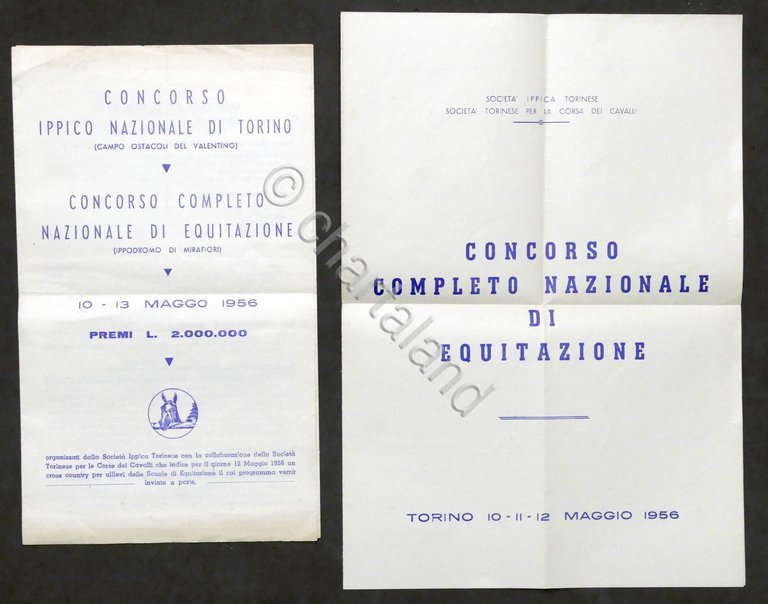 CONCORSO
IPPICO NAZIONALE DI TORINO
(CAMPO OSTACOLI DEL VALENTINO)
CONCORSO COMPLETO
NAZIONALE DI EQUITAZIONE
(IPPODROMO DI MIRAFIORI)
10 - 13 MAGGO 1956
PREMI L. 2.000.000
organizzati dalla Società Ippica Torinese con la collaborazione della Società
Torinese per le Corse dei Cavalli che indice per il giorno 12 Maggio 1956 un
cross country per allievi delle Scuole di Equitazione il cui programma verrà
inviato a parte.
SOCIETA' IPPICA TORINESE
SOCIETA' TORINESE PER LA CORSA DEI CAVALLI
CONCORSO
COMPLETO NAZIONALE
DI
EQUITAZIONE
TORINO 10 - 11 - 12 MAGGIO 1956
© chartaland